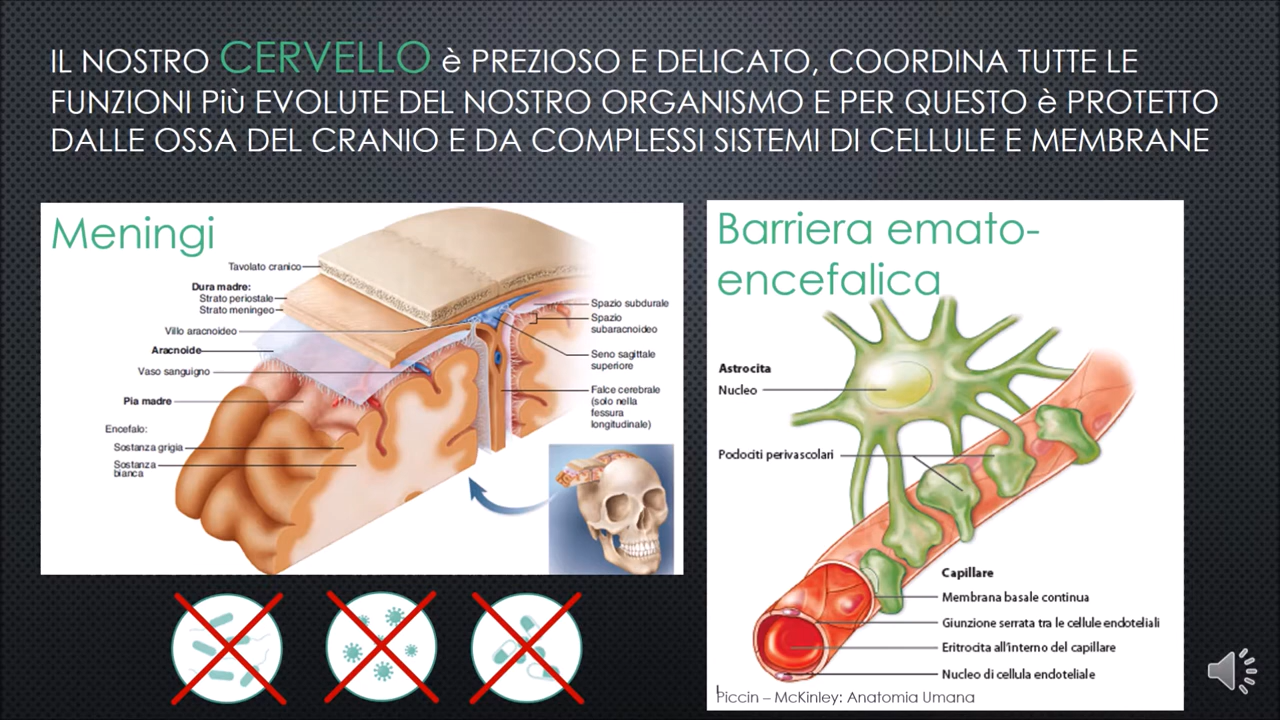 IL NOSTRO CERVELLO è PREZIOSO E DELICATO, COORDINA TUTTE LE
FUNZIONI Più EVOLUTE DEL NOSTRO ORGANISMO E PER QUESTO è PROTETTO
DALLE OSSA DEL CRANIO E DA COMPLESSI SISTEMI DI CELLULE E MEMBRANE
Meningi
Tavolato cranico
Dura madre:
Strato periostale
Strato meningeo
Villo aracnoideo
Aracnoide
Vaso sanguigno
Pia madre
Encefalo:
Sostanza grigia
Sostanza
bianca
Spazio subdurale
Spazio
subaracnoideo
Seno sagittale
superiore
Falce cerebrale
(solo nella
fessura
longitudinale)
Barriera emato-
encefalica
Astrocita
Nucleo
Podociti perivascolari
Capillare
Membrana basale continua
Giunzione serrata tra le cellule endoteliali
Eritrocita all'interno del capillare
Nucleo di cellula endoteliale
Piccin – McKinley: Anatomia Umana